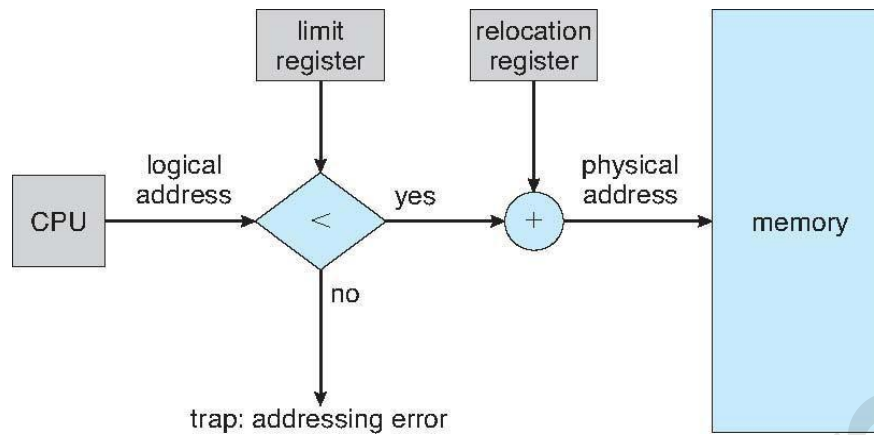 limit
register
relocation
register
logical
address
physical
address
CPU
<
yes
+
memory
no
trap: addressing error